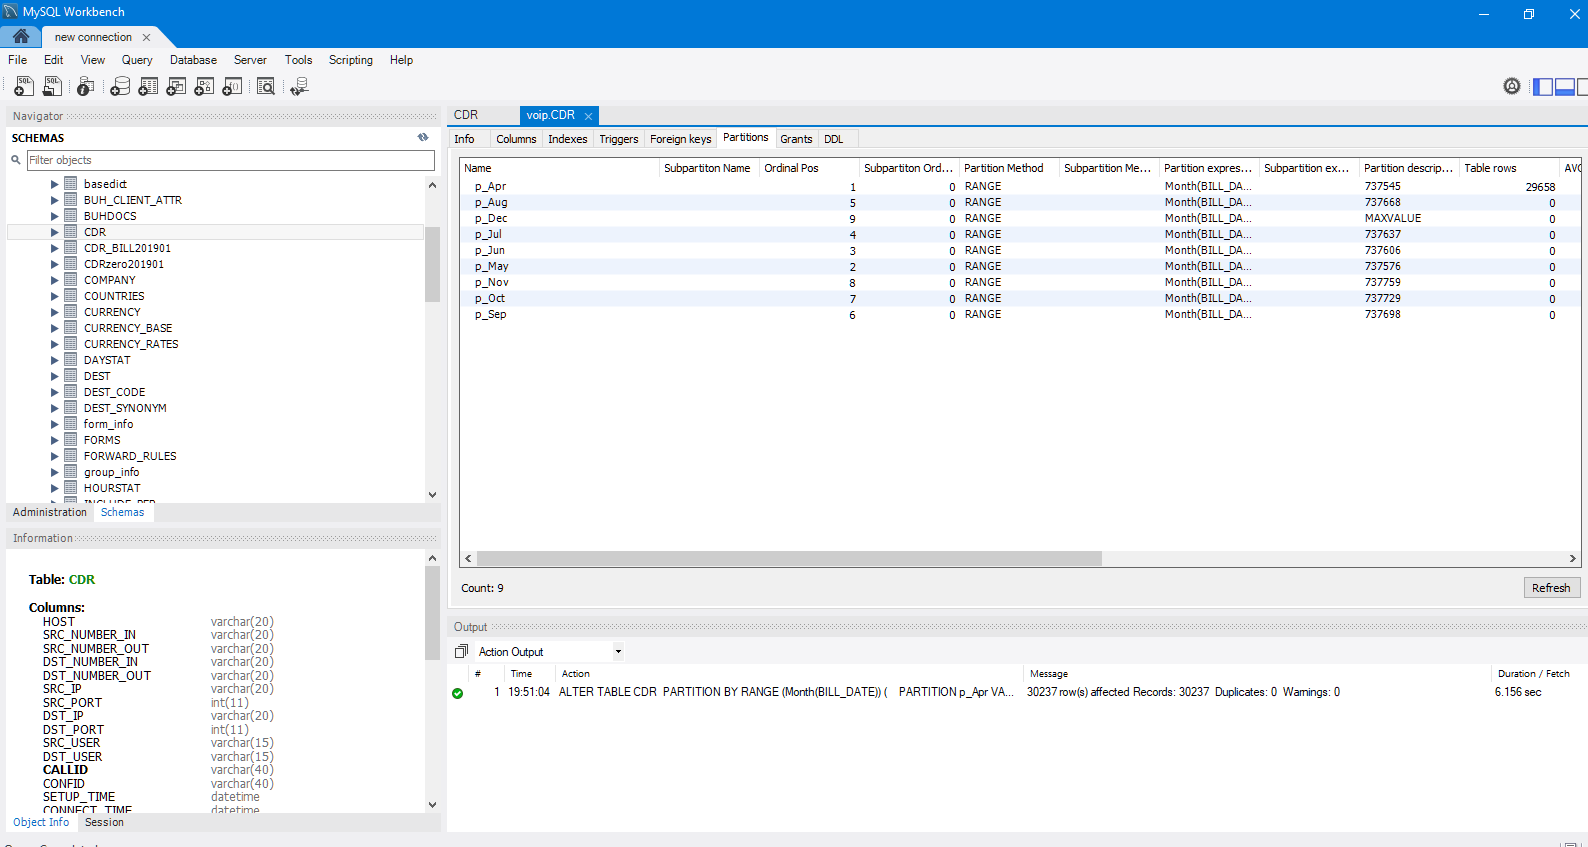 MySQL Workbench
new connection
File Edit View Query Database Server Tools Scripting Help
Navigator
SCHEMAS
Filter objects
basedict
BUH_CLIENT_ATTR
BUHDOCS
CDR
CDR_BILL201901
CDRzero201901
COMPANY
COUNTRIES
CURRENCY
CURRENCY_BASE
CURRENCY_RATES
DAYSTAT
DEST
DEST_CODE
DEST_SYNONYM
form_info
FORMS
FORWARD_RULES
group_info
HOURSTAT
Administration Schemas
Information
Table: CDR
Columns:
HOST varchar(20)
SRC_NUMBER_IN varchar(20)
SRC_NUMBER_OUT varchar(20)
DST_NUMBER_IN varchar(20)
DST_NUMBER_OUT varchar(20)
SRC_IP varchar(20)
SRC_PORT int(11)
DST_IP varchar(20)
DST_PORT int(11)
SRC_USER varchar(15)
DST_USER varchar(15)
CALLID varchar(40)
CONFID varchar(40)
SETUP_TIME datetime
CONNECT_TIME datetime
Object Info Session
CDR voip.CDR
Info Columns Indexes Triggers Foreign keys Partitions Grants DDL
Name Subpartiton Name Ordinal Pos Subpartiton Ord... Partition Method Subpartition Me... Partition expres... Subpartition ex... Partition descrip... Table rows AVG
p_Apr 1 0 RANGE Month(BILL_DA... 737545 29658
p_Aug 5 0 RANGE Month(BILL_DA... 737668 0
p_Dec 9 0 RANGE Month(BILL_DA... MAXVALUE 0
p_Jul 4 0 RANGE Month(BILL_DA... 737637 0
p_Jun 3 0 RANGE Month(BILL_DA... 737606 0
p_May 2 0 RANGE Month(BILL_DA... 737576 0
p_Nov 8 0 RANGE Month(BILL_DA... 737759 0
p_Oct 7 0 RANGE Month(BILL_DA... 737729 0
p_Sep 6 0 RANGE Month(BILL_DA... 737698 0
Count: 9
Refresh
Output
Action Output
# Time Action Message Duration / Fetch
1 19:51:04 ALTER TABLE CDR PARTITION BY RANGE (Month(BILL_DATE)) ( PARTITION p_Apr VA... 30237 row(s) affected Records: 30237 Duplicates: 0 Warnings: 0 6.156 sec